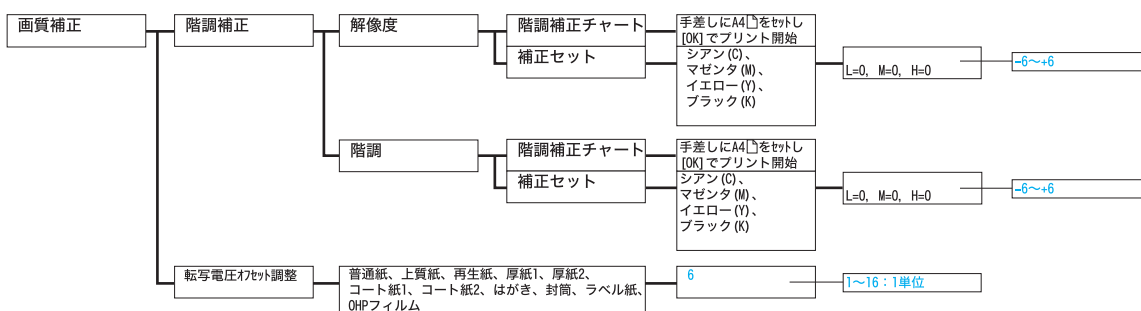 画質補正
階調補正
解像度
階調補正チャート
手差しにA4をセットし
[OK]でプリント開始
補正セット
シアン(C)、
マゼンタ(M)、
イエロー(Y)、
ブラック(K)
L=0, M=0, H=0
−6〜+6
階調
階調補正チャート
手差しにA4をセットし
[OK]でプリント開始
補正セット
シアン(C)、
マゼンタ(M)、
イエロー(Y)、
ブラック(K)
L=0, M=0, H=0
−6〜+6
転写電圧オフセット調整
普通紙、上質紙、再生紙、厚紙1、厚紙2、
コート紙1、コート紙2、はがき、封筒、ラベル紙、
OHPフィルム
6
1〜16：1単位